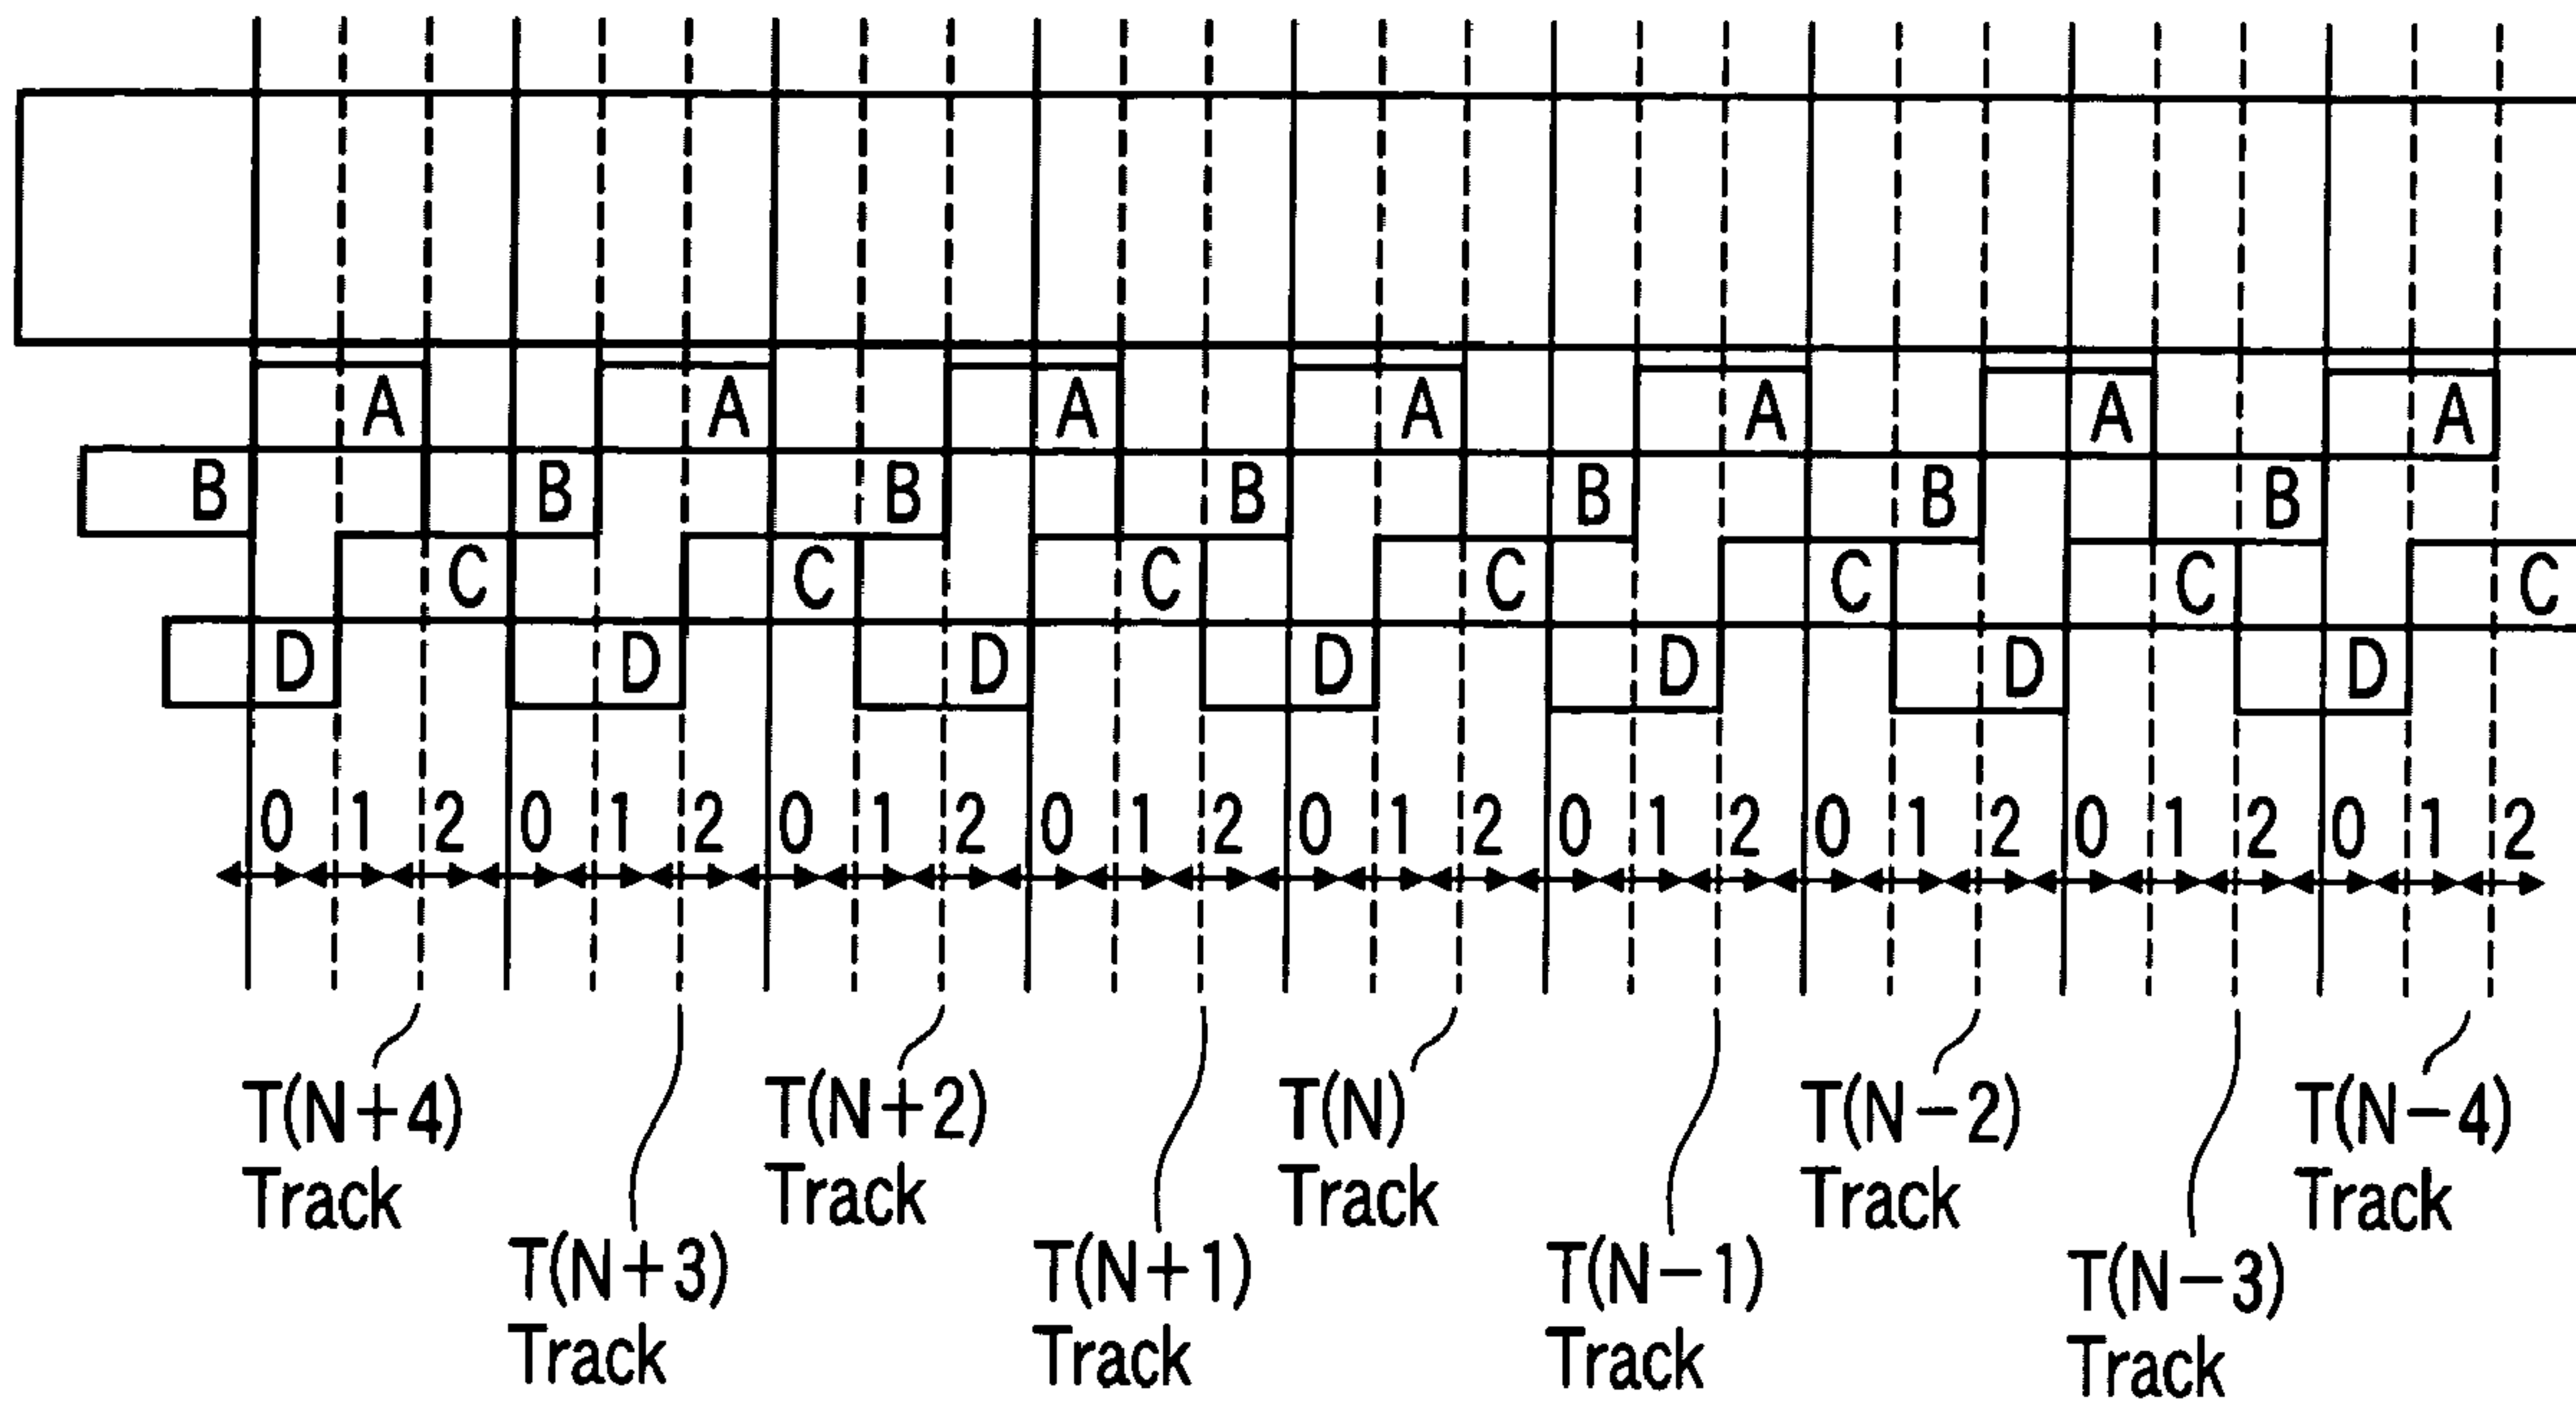 A A A A A A A
B B B B B B B
C C C C C C C
D D D D D D D
0 1 2 0 1 2 0 1 2 0 1 2 0 1 2 0 1 2 0 1 2 0 1 2 0 1 2
T(N+4) Track
T(N+3) Track
T(N+2) Track
T(N+1) Track
T(N) Track
T(N-1) Track
T(N-2) Track
T(N-3) Track
T(N-4) Track